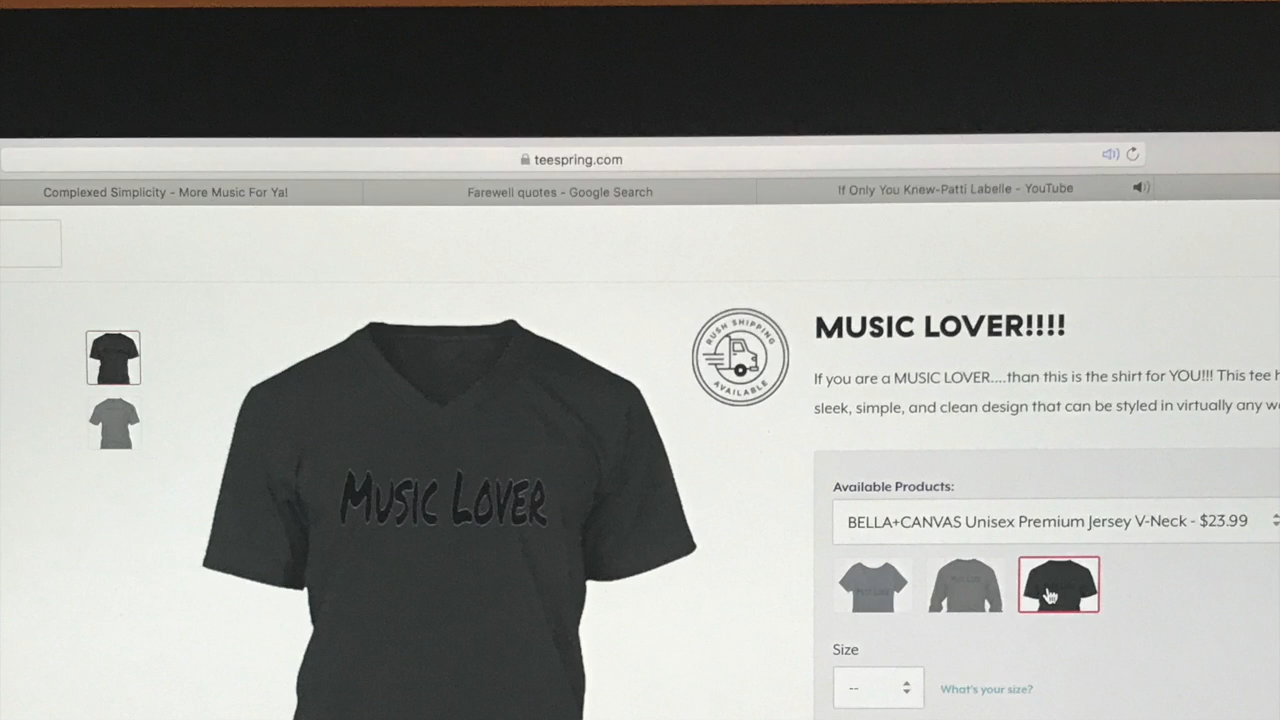 teespring.com
Complexed Simplicity - More Music For Ya!
Farewell quotes - Google Search
If Only You Knew-Patti Labelle - YouTube
RUSH SHIPPING
AVAILABLE
MUSIC LOVER!!!!
If you are a MUSIC LOVER....than this is the shirt for YOU!!! This tee h
sleek, simple, and clean design that can be styled in virtually any w
MUSIC LOVER
Available Products:
BELLA+CANVAS Unisex Premium Jersey V-Neck - $23.99
Size
--
What's your size?